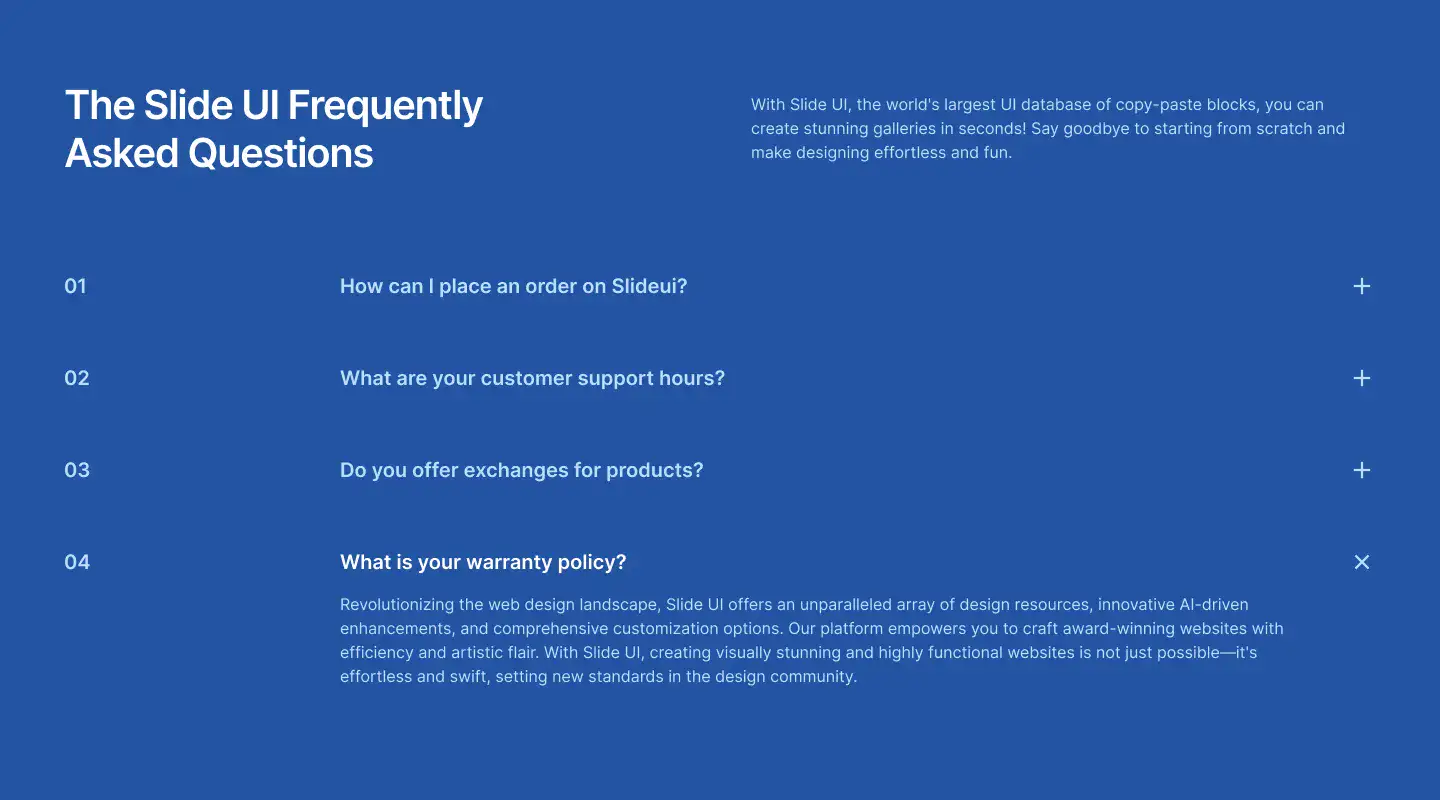 The Slide UI Frequently
Asked Questions
With Slide UI, the world's largest UI database of copy-paste blocks, you can
create stunning galleries in seconds! Say goodbye to starting from scratch and
make designing effortless and fun.
01
How can I place an order on Slideui?
02
What are your customer support hours?
03
Do you offer exchanges for products?
04
What is your warranty policy?
Revolutionizing the web design landscape, Slide UI offers an unparalleled array of design resources, innovative AI-driven
enhancements, and comprehensive customization options. Our platform empowers you to craft award-winning websites with
efficiency and artistic flair. With Slide UI, creating visually stunning and highly functional websites is not just possible—it's
effortless and swift, setting new standards in the design community.